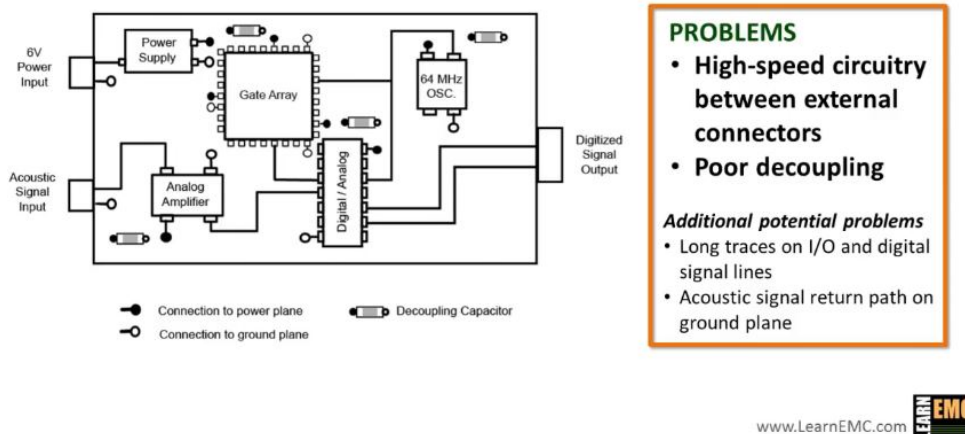 6V
Power
Input
Power
Supply
Gate Array
64 MHz
OSC.
Digitized
Signal
Output
Acoustic
Signal
Input
Analog
Amplifier
Digital / Analog
Connection to power plane
Decoupling Capacitor
Connection to ground plane
PROBLEMS
• High-speed circuitry
between external
connectors
• Poor decoupling
Additional potential problems
• Long traces on I/O and digital
signal lines
• Acoustic signal return path on
ground plane
www.LearnEMC.com
LEARN
EMC